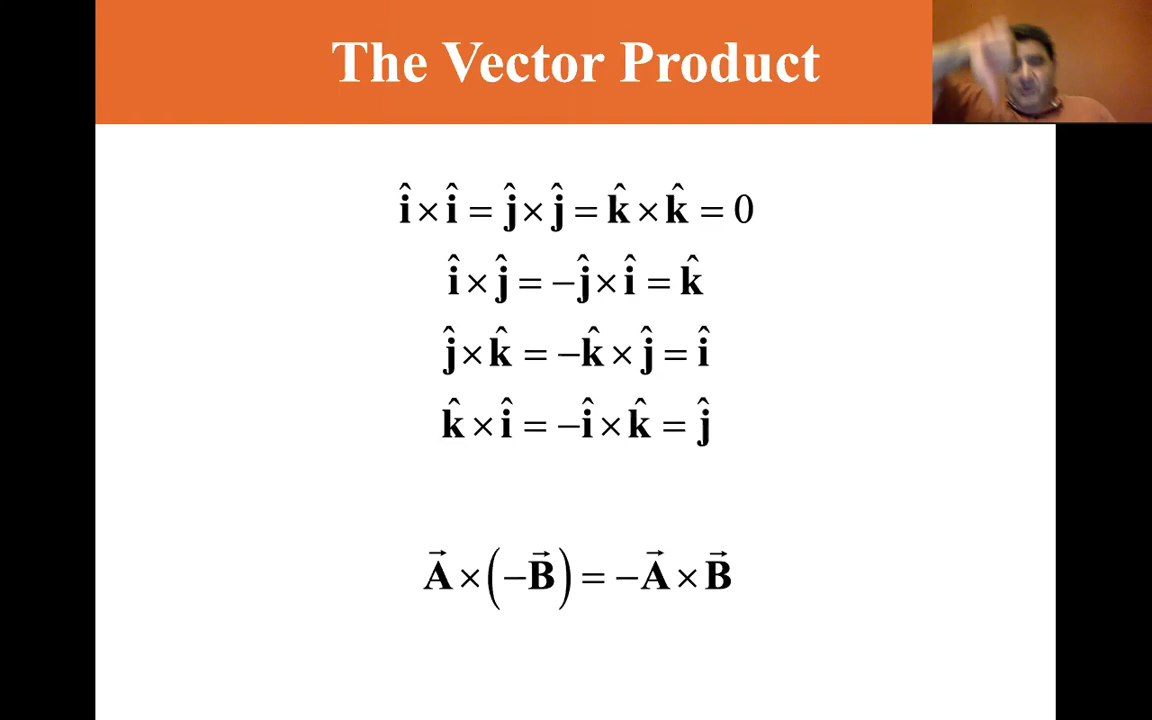 The Vector Product
î × î = ĵ × ĵ = k̂ × k̂ = 0
î × ĵ = −ĵ × î = k̂
ĵ × k̂ = −k̂ × ĵ = î
k̂ × î = −î × k̂ = ĵ
A⃗ × (−B⃗) = −A⃗ × B⃗